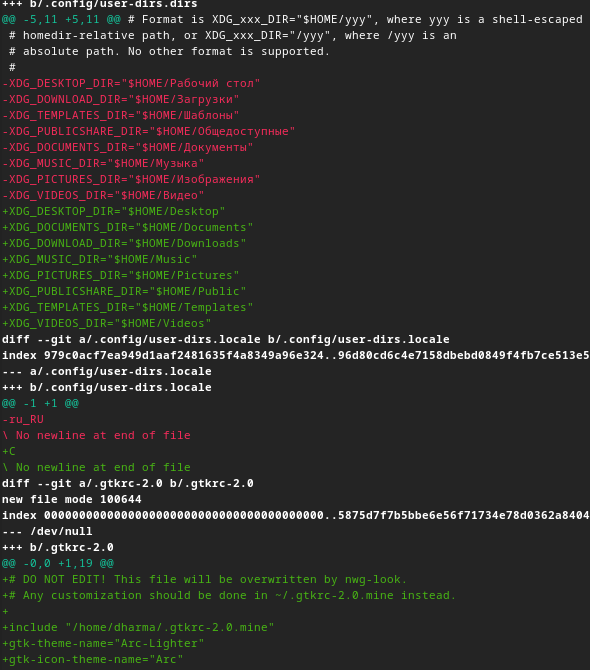 +++ b/.config/user-dirs.dirs
@@ -5,11 +5,11 @@ # Format is XDG_xxx_DIR="$HOME/yyy", where yyy is a shell-escaped
 # homedir-relative path, or XDG_xxx_DIR="/yyy", where /yyy is an
 # absolute path. No other format is supported.
 #
-XDG_DESKTOP_DIR="$HOME/Рабочий стол"
-XDG_DOWNLOAD_DIR="$HOME/Загрузки"
-XDG_TEMPLATES_DIR="$HOME/Шаблоны"
-XDG_PUBLICSHARE_DIR="$HOME/Общедоступные"
-XDG_DOCUMENTS_DIR="$HOME/Документы"
-XDG_MUSIC_DIR="$HOME/Музыка"
-XDG_PICTURES_DIR="$HOME/Изображения"
-XDG_VIDEOS_DIR="$HOME/Видео"
+XDG_DESKTOP_DIR="$HOME/Desktop"
+XDG_DOCUMENTS_DIR="$HOME/Documents"
+XDG_DOWNLOAD_DIR="$HOME/Downloads"
+XDG_MUSIC_DIR="$HOME/Music"
+XDG_PICTURES_DIR="$HOME/Pictures"
+XDG_PUBLICSHARE_DIR="$HOME/Public"
+XDG_TEMPLATES_DIR="$HOME/Templates"
+XDG_VIDEOS_DIR="$HOME/Videos"
diff --git a/.config/user-dirs.locale b/.config/user-dirs.locale
index 979c0acf7ea949d1aaf2481635f4a8349a96e324..96d80cd6c4e7158dbebd0849f4fb7ce513e5
--- a/.config/user-dirs.locale
+++ b/.config/user-dirs.locale
@@ -1 +1 @@
-ru_RU
\ No newline at end of file
+C
\ No newline at end of file
diff --git a/.gtkrc-2.0 b/.gtkrc-2.0
new file mode 100644
index 0000000000000000000000000000000000000000..5875d7f7b5bbe6e56f71734e78d0362a8404
--- /dev/null
+++ b/.gtkrc-2.0
@@ -0,0 +1,19 @@
+# DO NOT EDIT! This file will be overwritten by nwg-look.
+# Any customization should be done in ~/.gtkrc-2.0.mine instead.
+
+include "/home/dharma/.gtkrc-2.0.mine"
+gtk-theme-name="Arc-Lighter"
+gtk-icon-theme-name="Arc"